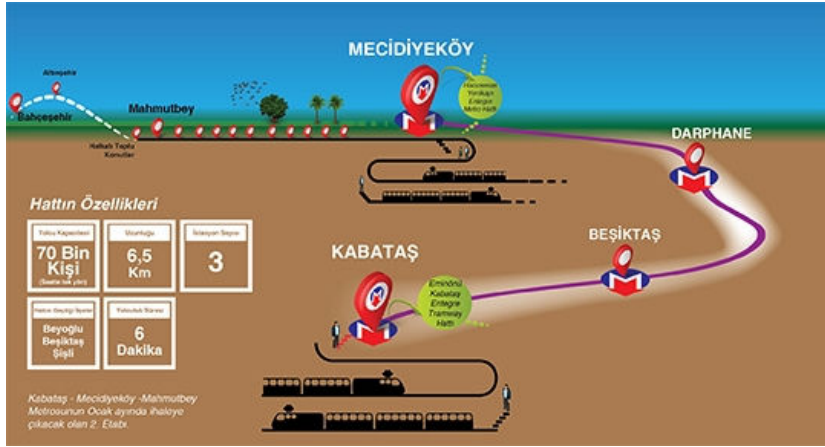 MECİDİYEKÖY
Hacıosman
Yenikapı
Entegre
Metro Hattı
Altınşehir
Bahçeşehir
Mahmutbey
Halkalı Toplu
Konutlar
DARPHANE
BEŞİKTAŞ
KABATAŞ
Eminönü
Kabataş
Entegre
Tramway
Hattı
Hattın Özellikleri
Yolcu Kapasitesi
70 Bin
Kişi
(Saatte tek yön)
Uzunluğu
6,5
Km
İstasyon Sayısı
3
Hattın Geçtiği İlçeler
Beyoğlu
Beşiktaş
Şişli
Yolculuk Süresi
6
Dakika
Kabataş - Mecidiyeköy -Mahmutbey
Metrosunun Ocak ayında ihaleye
çıkacak olan 2. Etabı.